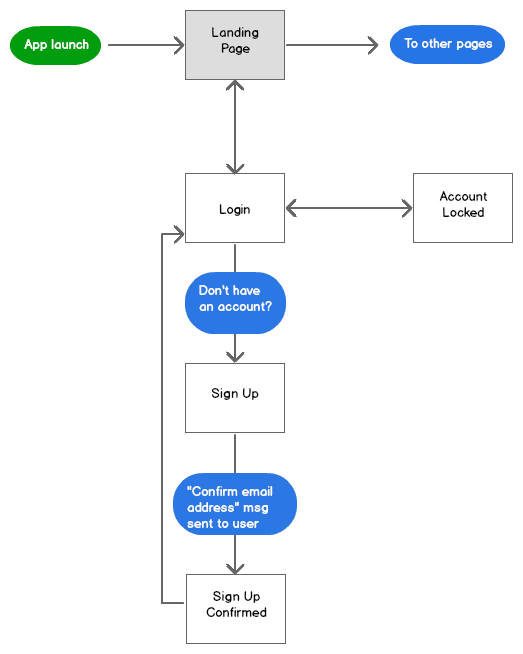 App launch
Landing
Page
To other pages
Login
Account
Locked
Don't have
an account?
Sign Up
"Confirm email
address" msg
sent to user
Sign Up
Confirmed